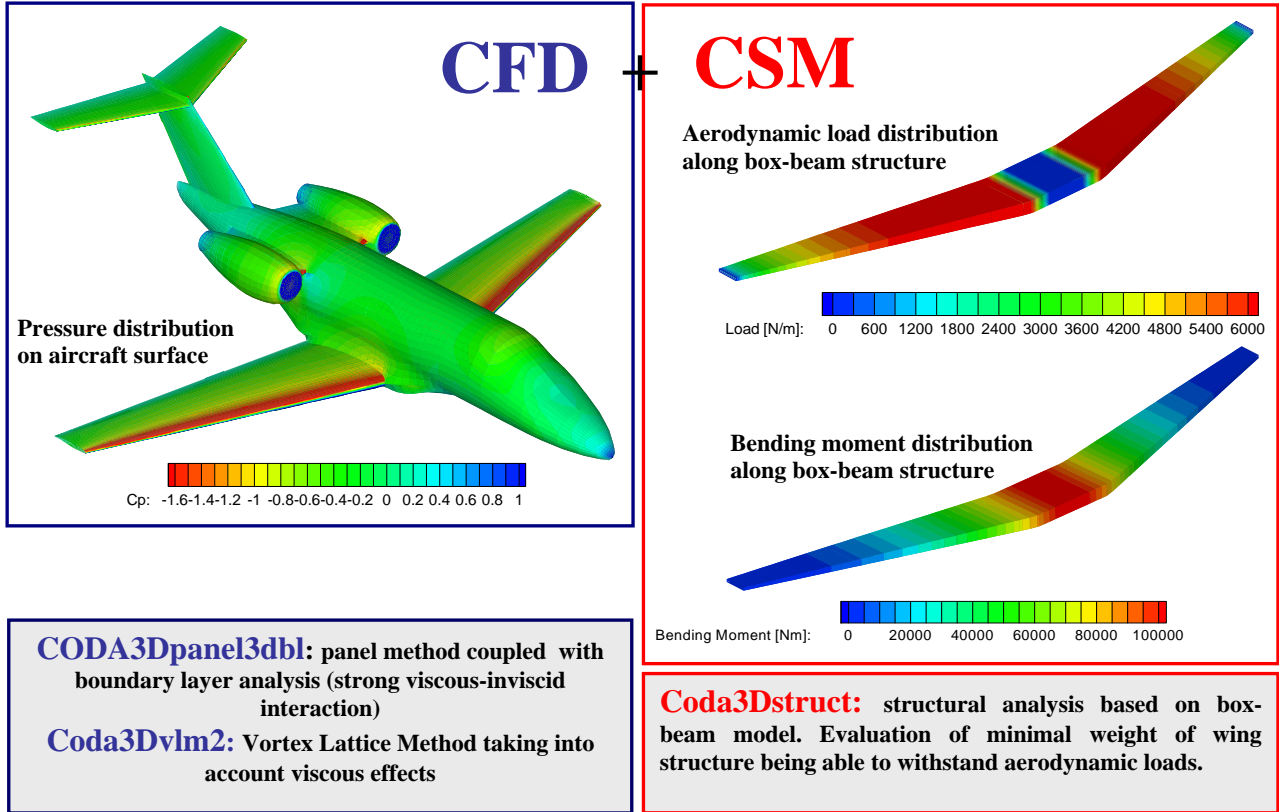 CFD + CSM
Pressure distribution
on aircraft surface
Cp: -1.6 -1.4 -1.2 -1 -0.8 -0.6 -0.4 -0.2 0 0.2 0.4 0.6 0.8 1
Aerodynamic load distribution
along box-beam structure
Load [N/m]: 0 600 1200 1800 2400 3000 3600 4200 4800 5400 6000
Bending moment distribution
along box-beam structure
Bending Moment [Nm]: 0 20000 40000 60000 80000 100000
CODA3Dpanel3dbl: panel method coupled with
boundary layer analysis (strong viscous-inviscid
interaction)
Coda3Dvlm2: Vortex Lattice Method taking into
account viscous effects
Coda3Dstruct: structural analysis based on box-
beam model. Evaluation of minimal weight of wing
structure being able to withstand aerodynamic loads.